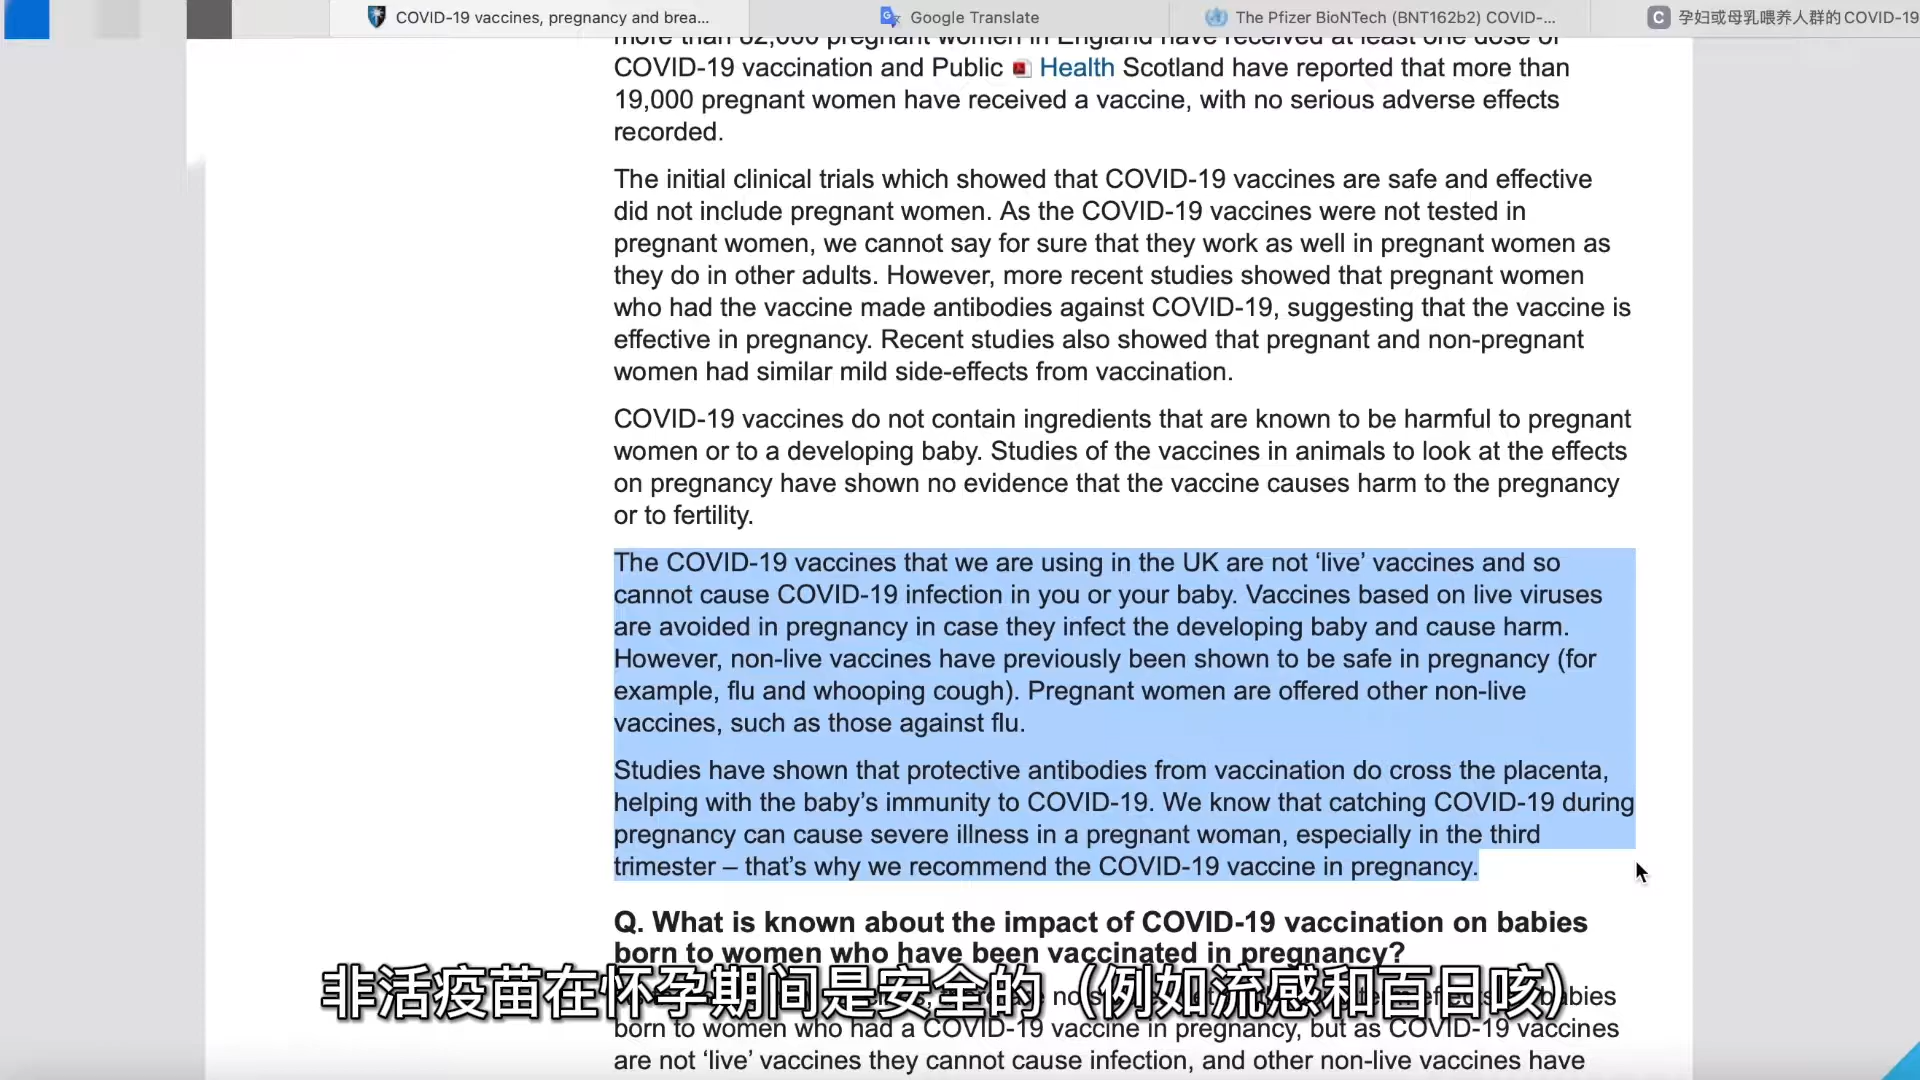 COVID-19 vaccines, pregnancy and brea...
Google Translate
The Pfizer BioNTech (BNT162b2) COVID-...
孕妇或母乳喂养人群的COVID-19
more than 62,000 pregnant women in England have received at least one dose of
COVID-19 vaccination and Public Health Scotland have reported that more than
19,000 pregnant women have received a vaccine, with no serious adverse effects
recorded.
The initial clinical trials which showed that COVID-19 vaccines are safe and effective
did not include pregnant women. As the COVID-19 vaccines were not tested in
pregnant women, we cannot say for sure that they work as well in pregnant women as
they do in other adults. However, more recent studies showed that pregnant women
who had the vaccine made antibodies against COVID-19, suggesting that the vaccine is
effective in pregnancy. Recent studies also showed that pregnant and non-pregnant
women had similar mild side-effects from vaccination.
COVID-19 vaccines do not contain ingredients that are known to be harmful to pregnant
women or to a developing baby. Studies of the vaccines in animals to look at the effects
on pregnancy have shown no evidence that the vaccine causes harm to the pregnancy
or to fertility.
The COVID-19 vaccines that we are using in the UK are not ‘live’ vaccines and so
cannot cause COVID-19 infection in you or your baby. Vaccines based on live viruses
are avoided in pregnancy in case they infect the developing baby and cause harm.
However, non-live vaccines have previously been shown to be safe in pregnancy (for
example, flu and whooping cough). Pregnant women are offered other non-live
vaccines, such as those against flu.
Studies have shown that protective antibodies from vaccination do cross the placenta,
helping with the baby’s immunity to COVID-19. We know that catching COVID-19 during
pregnancy can cause severe illness in a pregnant woman, especially in the third
trimester – that’s why we recommend the COVID-19 vaccine in pregnancy.
Q. What is known about the impact of COVID-19 vaccination on babies
born to women who have been vaccinated in pregnancy?
非活疫苗在怀孕期间是安全的（例如流感和百日咳）
babies
born to women who had a COVID-19 vaccine in pregnancy, but as COVID-19 vaccines
are not ‘live’ vaccines they cannot cause infection, and other non-live vaccines have